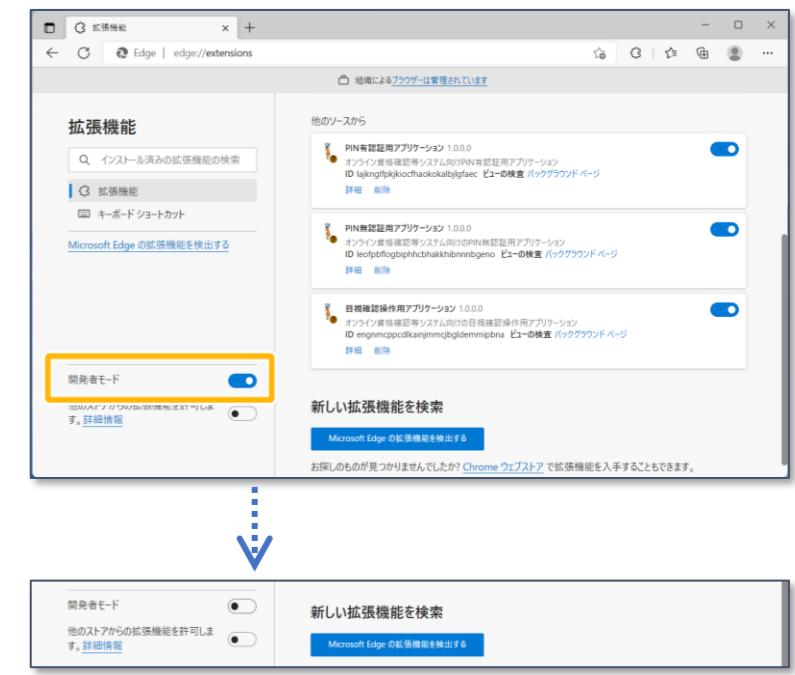 拡張機能
Edge | edge://extensions
組織によるブラウザーは管理されています
拡張機能
インストール済みの拡張機能の検索
拡張機能
キーボード ショートカット
Microsoft Edge の拡張機能を検出する
開発者モード
他のストアからの拡張機能を許可しま
す。詳細情報
他のソースから
PIN有認証用アプリケーション 1.0.0.0
オンライン資格確認等システム向けPIN有認証用アプリケーション
ビューの検査 バックグラウンド ページ
詳細 削除
PIN無認証用アプリケーション 1.0.0.0
オンライン資格確認等システム向けのPIN無認証用アプリケーション
ビューの検査 バックグラウンド ページ
詳細 削除
目視確認操作用アプリケーション 1.0.0.0
オンライン資格確認等システム向けの目視確認操作用アプリケーション
ID engnmcppcdlkainjmmcjbgldemmipbna ビューの検査 バックグラウンド ページ
詳細 削除
新しい拡張機能を検索
Microsoft Edge の拡張機能を検出する
お探しのものが見つかりませんでしたか? Chrome ウェブストア で拡張機能を入手することもできます。
開発者モード
他のストアからの拡張機能を許可しま
す。詳細情報
新しい拡張機能を検索
Microsoft Edge の拡張機能を検出する